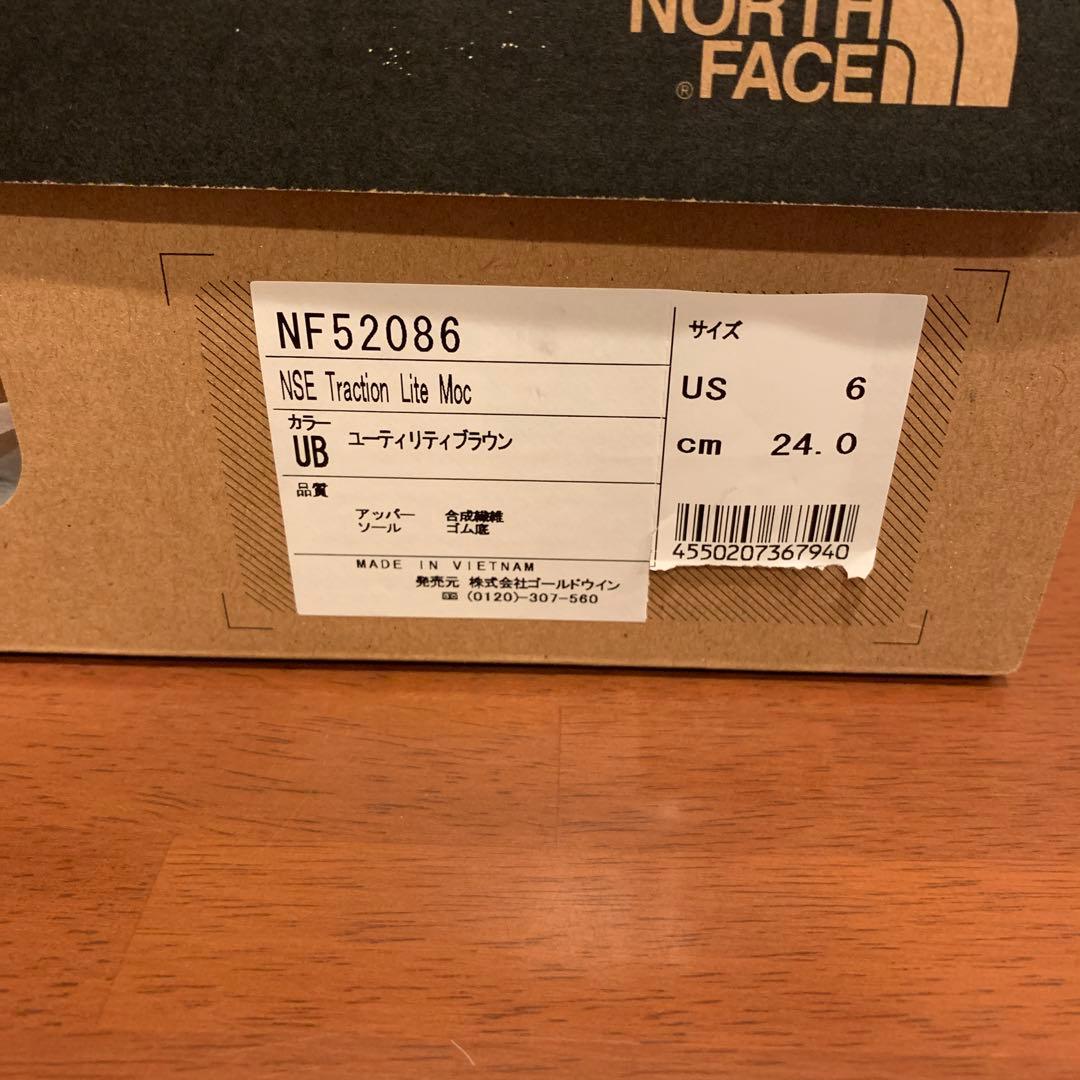 NORTH
FACE
®
NF52086
NSE Traction Lite Moc
カラー
UB ユーティリティブラウン
品質
アッパー 合成繊維
ソール ゴム底
MADE IN VIETNAM
発売元 株式会社ゴールドウイン
(0120)-307-560
サイズ
US 6
cm 24.0
4550207367940